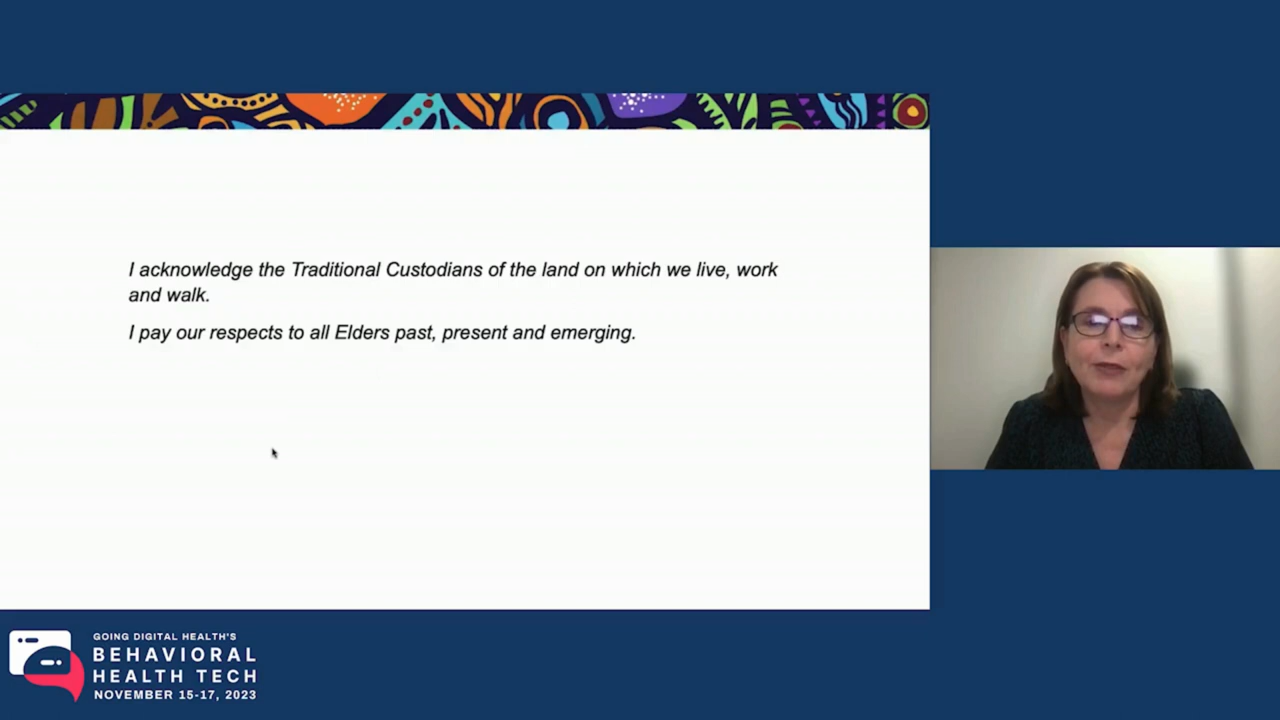 I acknowledge the Traditional Custodians of the land on which we live, work
and walk.
I pay our respects to all Elders past, present and emerging.
GOING DIGITAL HEALTH'S
BEHAVIORAL
HEALTH TECH
NOVEMBER 15-17, 2023